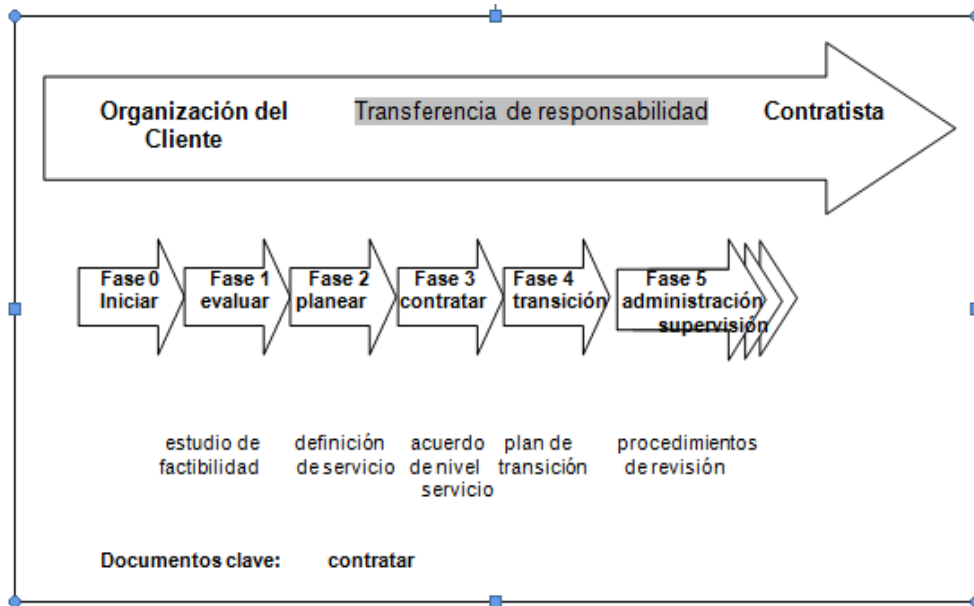 Organización del Transferencia de responsabilidad Contratista
Cliente
Fase 0 Fase 1 Fase 2 Fase 3 Fase 4 Fase 5
Iniciar evaluar planear contratar transición administración
supervisión
estudio de definición acuerdo plan de procedimientos
factibilidad de servicio de nivel transición de revisión
servicio
Documentos clave: contratar